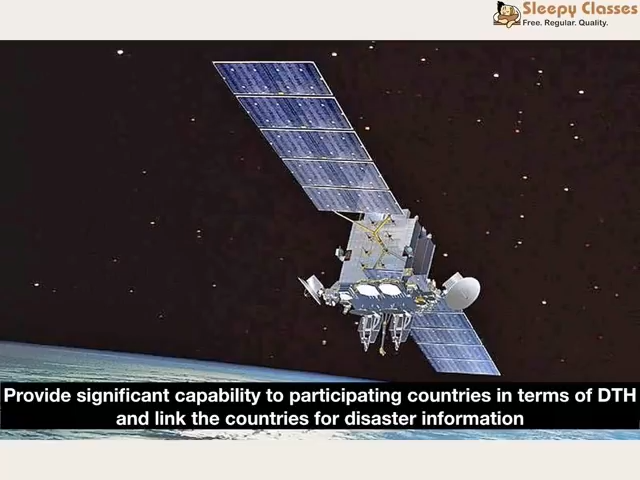 Sleepy Classes
Free. Regular. Quality.
Provide significant capability to participating countries in terms of DTH
and link the countries for disaster information